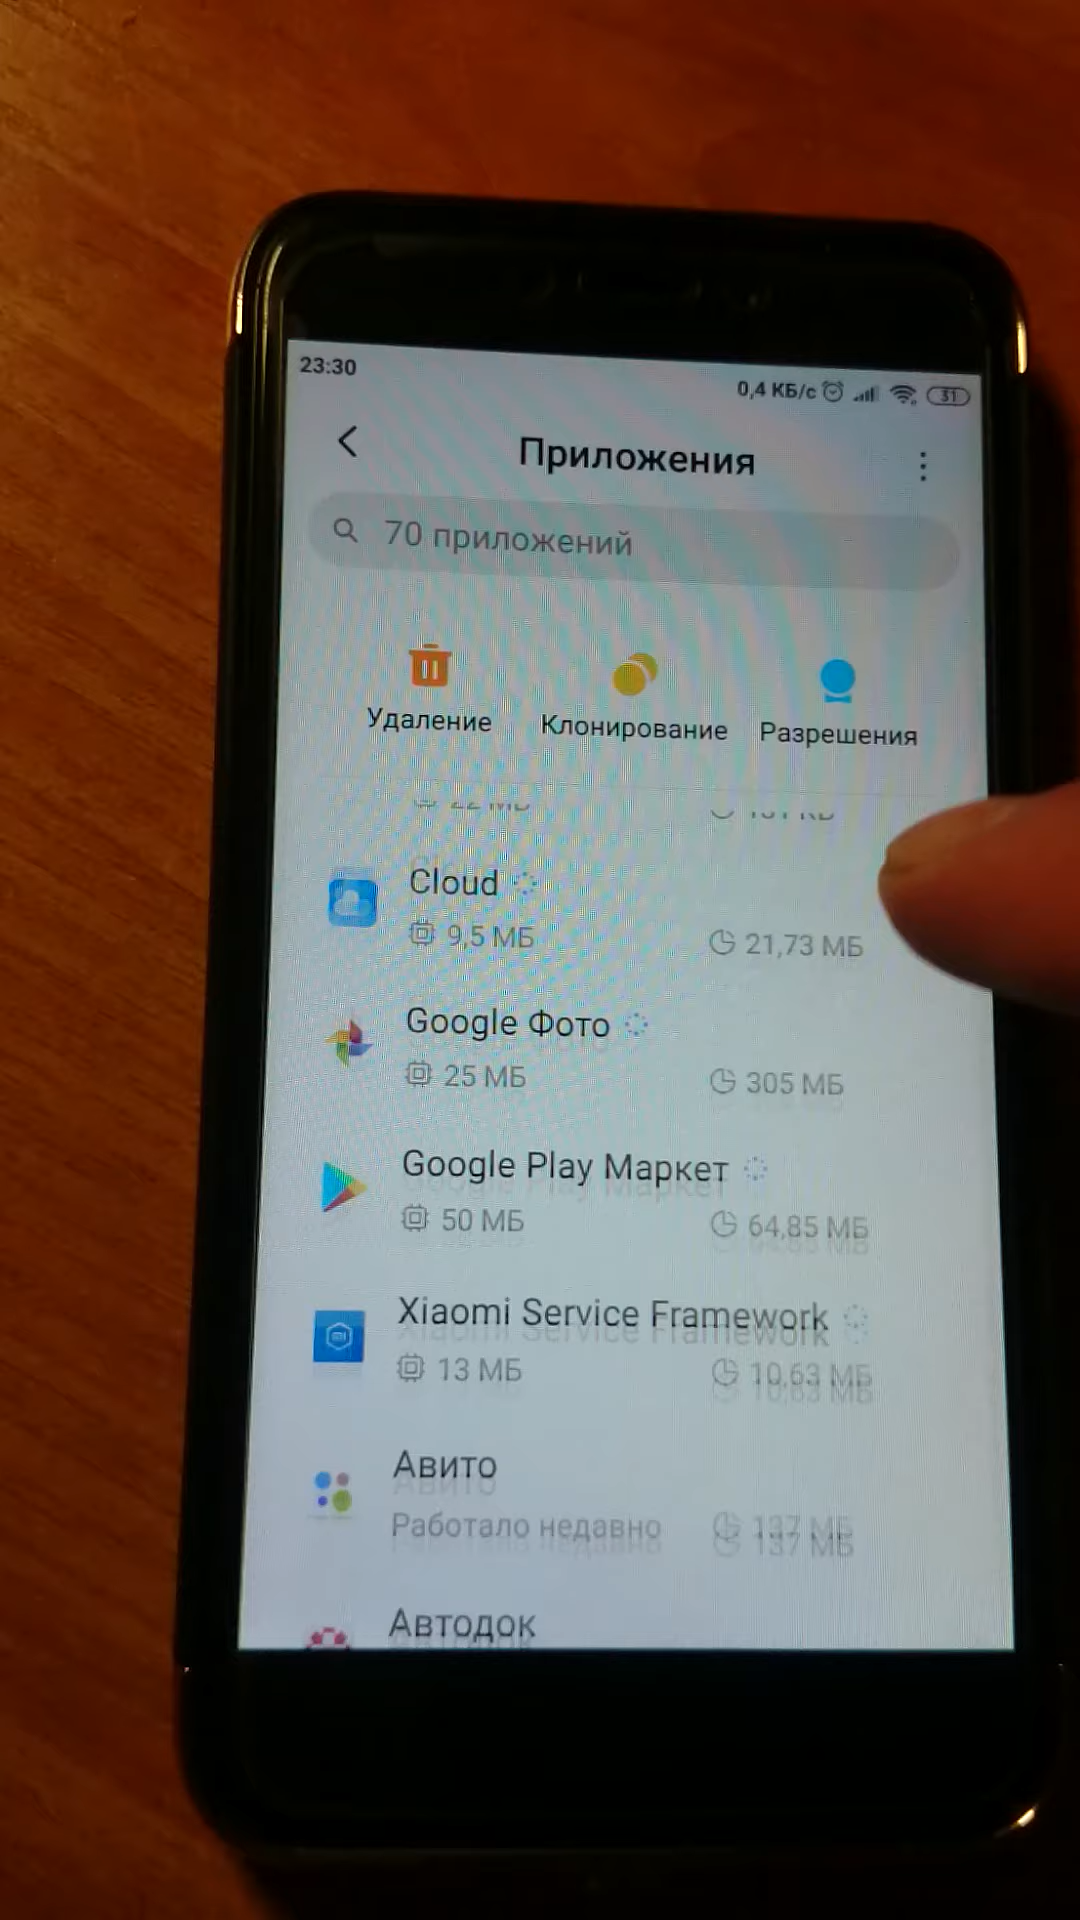 23:30
0,4 КБ/с 31
Приложения
70 приложений
Удаление Клонирование Разрешения
Cloud
9,5 МБ 21,73 МБ
Google Фото
25 МБ 305 МБ
Google Play Маркет
50 МБ 64,85 МБ
Xiaomi Service Framework
13 МБ 10,63 МБ
Авито
Работало недавно 137 МБ
Автодок